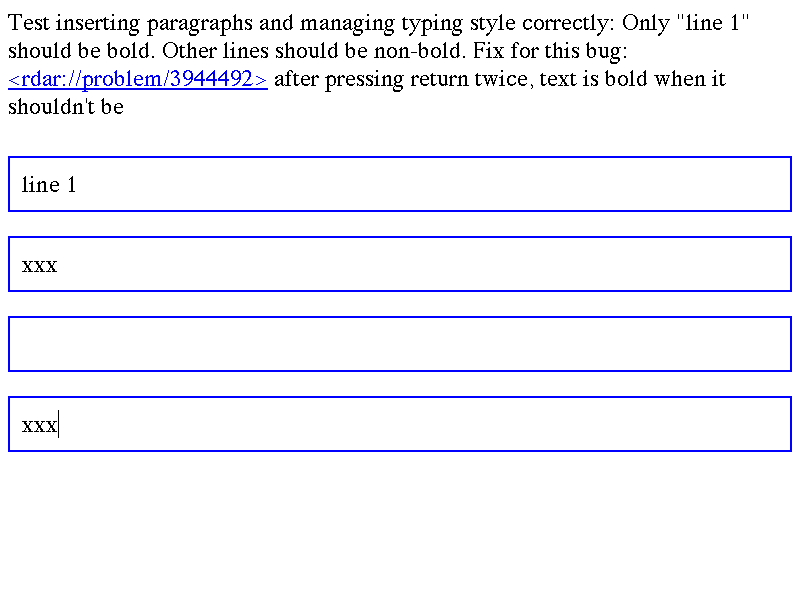 Test inserting paragraphs and managing typing style correctly: Only "line 1"
should be bold. Other lines should be non-bold. Fix for this bug:
<rdar://problem/3944492> after pressing return twice, text is bold when it
shouldn't be
line 1
xxx
xxx